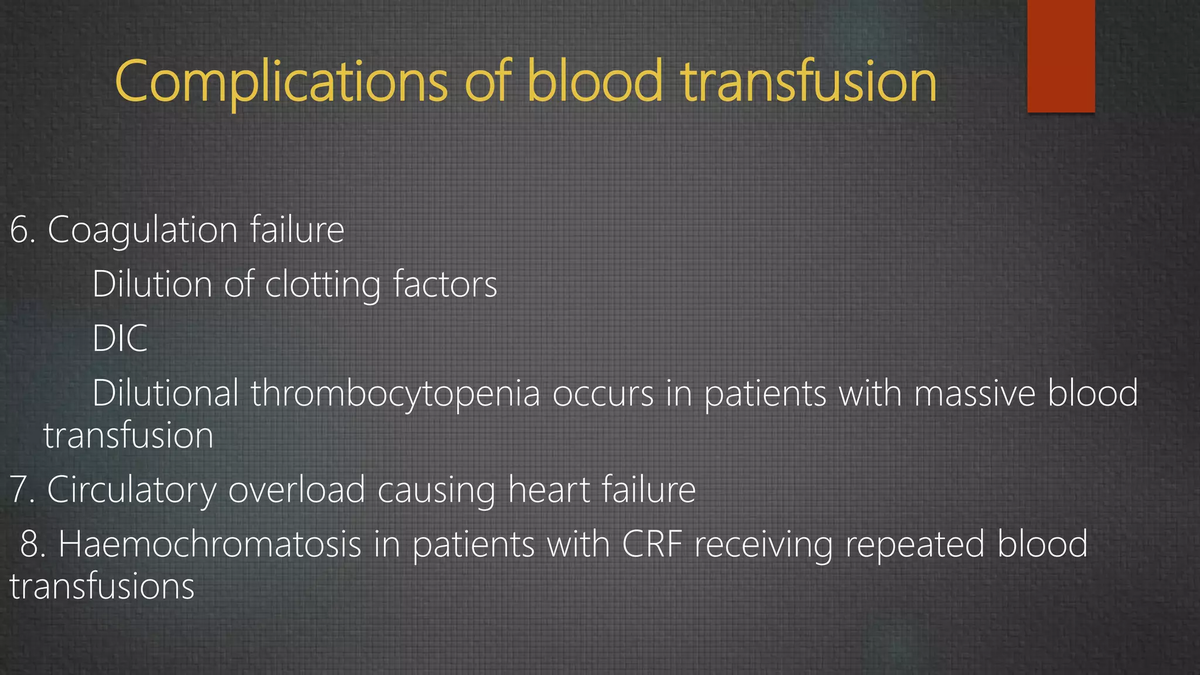 Complications of blood transfusion
6. Coagulation failure
Dilution of clotting factors
DIC
Dilutional thrombocytopenia occurs in patients with massive blood
transfusion
7. Circulatory overload causing heart failure
8. Haemochromatosis in patients with CRF receiving repeated blood
transfusions